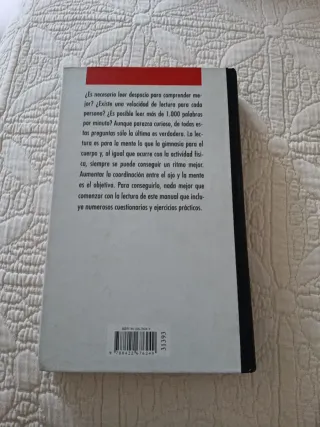 ¿Es necesario leer despacio para comprender me-
jor? ¿Existe una velocidad de lectura para cada
persona? ¿Es posible leer más de 1.000 palabras
por minuto? Aunque parezca curioso, de todas es-
tas preguntas sólo la última es verdadera. La lec-
tura es para la mente lo que la gimnasia para el
cuerpo y, al igual que ocurre con la actividad físi-
ca, siempre se puede conseguir un ritmo mejor.
Aumentar la coordinación entre el ojo y la mente
es el objetivo. Para conseguirlo, nada mejor que
comenzar con la lectura de este manual que inclu-
ye numerosos cuestionarios y ejercicios prácticos.
33393